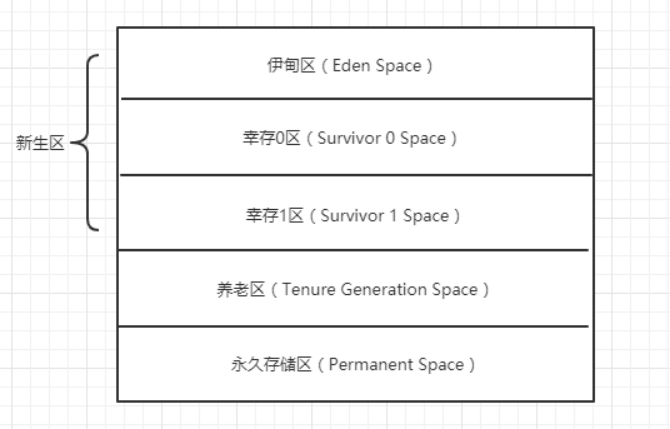 伊甸区（Eden Space）
新生区
幸存0区（Survivor 0 Space）
幸存1区（Survivor 1 Space）
养老区（Tenure Generation Space）
永久存储区（Permanent Space）